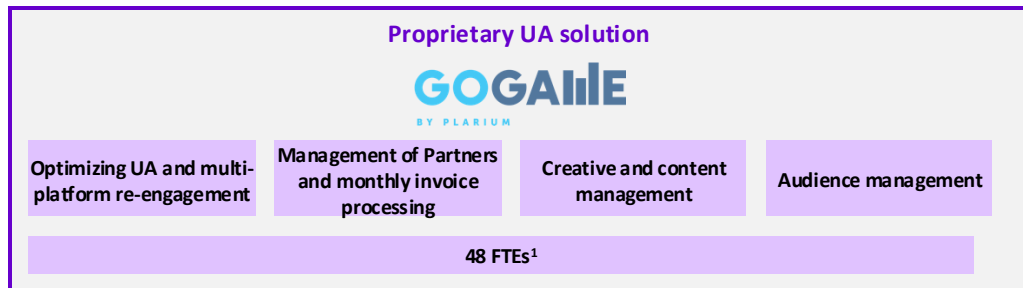 Proprietary UA solution
GOGAME
BY PLARIUM
Optimizing UA and multi-
platform re-engagement
Management of Partners
and monthly invoice
processing
Creative and content
management
Audience management
48 FTEs¹